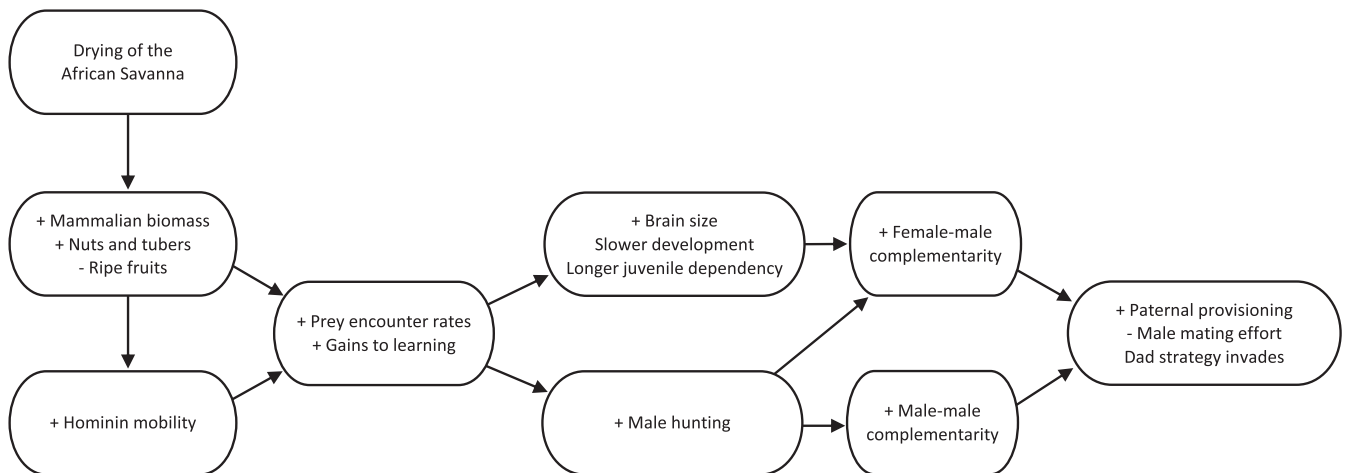 Drying of the
African Savanna
+ Mammalian biomass
+ Nuts and tubers
- Ripe fruits
+ Hominin mobility
+ Prey encounter rates
+ Gains to learning
+ Brain size
Slower development
Longer juvenile dependency
+ Male hunting
+ Female-male
complementarity
+ Male-male
complementarity
+ Paternal provisioning
- Male mating effort
Dad strategy invades